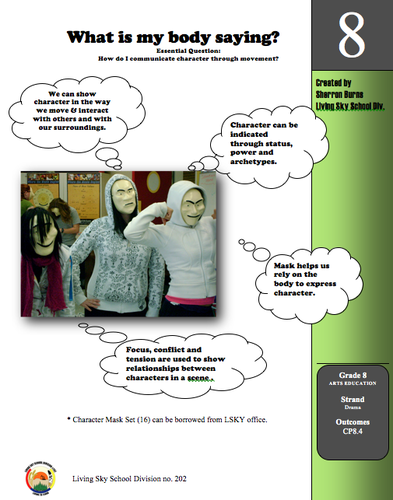 What is my body saying?
Essential Question:
How do I communicate character through movement?
8
Created by
Sherron Burns
Living Sky School Div.
We can show
character in the way
we move & interact
with others and with
our surroundings.
Character can be
indicated
through status,
power and
archetypes.
Mask helps us
rely on the
body to express
character.
Focus, conflict and
tension are used to show
relationships between
characters in a scene.
Grade 8
ARTS EDUCATION
Strand
Drama
Outcomes
CP8.4
* Character Mask Set (16) can be borrowed from LSKY office.
Living Sky School Division no. 202